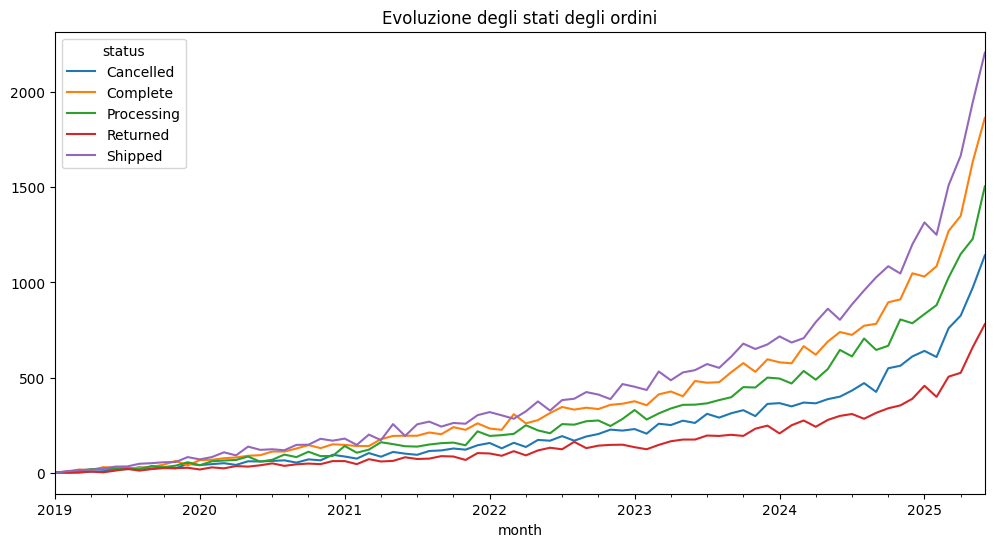 Evoluzione degli stati degli ordini
status
Cancelled
Complete
Processing
Returned
Shipped
2000
1500
1000
500
0
2019 2020 2021 2022 2023 2024 2025
month